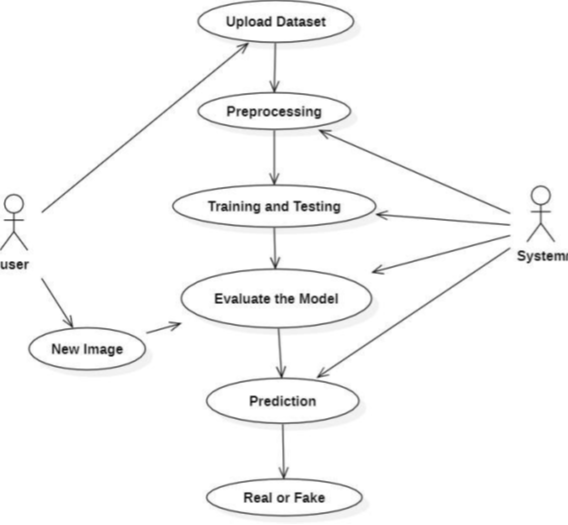 Upload Dataset
Preprocessing
Training and Testing
user
System
Evaluate the Model
New Image
Prediction
Real or Fake